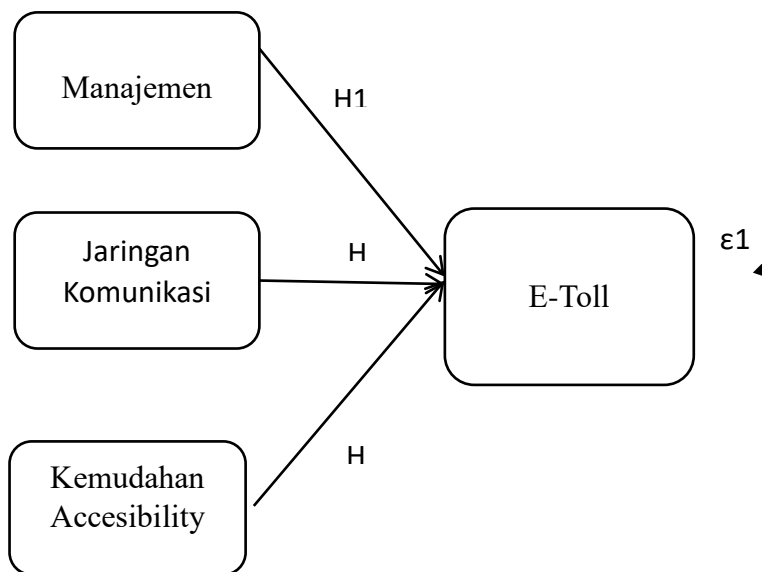 Manajemen
H1
Jaringan
Komunikasi
H
E-Toll
ε1
Kemudahan
Accesibility
H